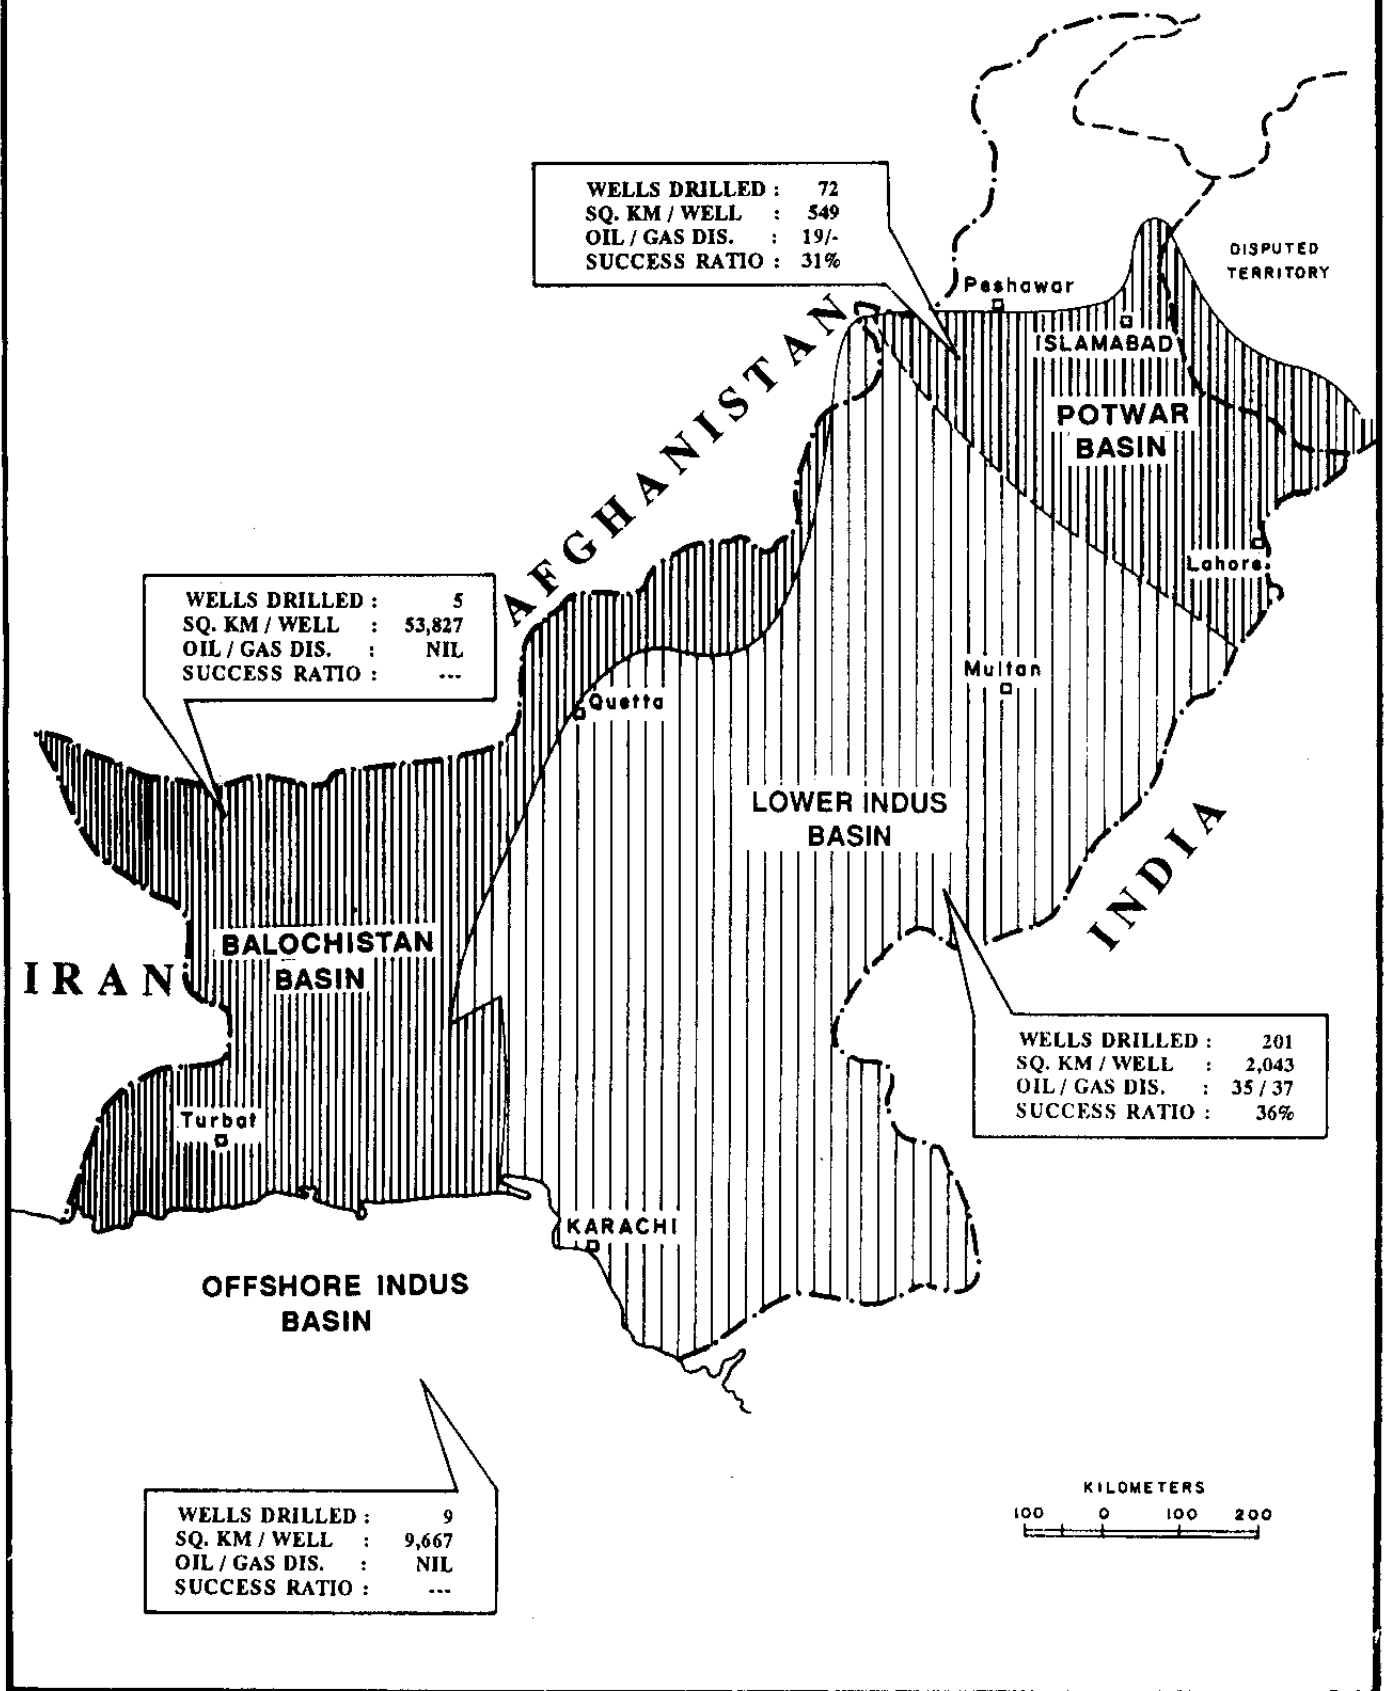 WELLS DRILLED : 72
SQ. KM / WELL : 549
OIL / GAS DIS. : 19/-
SUCCESS RATIO : 31%
DISPUTED
TERRITORY
Peshawar
ISLAMABAD
AFGHANISTAN
POTWAR
BASIN
Lahore
WELLS DRILLED : 5
SQ. KM / WELL : 53,827
OIL / GAS DIS. : NIL
SUCCESS RATIO : ---
Multan
Quetta
LOWER INDUS
BASIN
INDIA
BALOCHISTAN
BASIN
IRAN
WELLS DRILLED : 201
SQ. KM / WELL : 2,043
OIL / GAS DIS. : 35 / 37
SUCCESS RATIO : 36%
Turbat
KARACHI
OFFSHORE INDUS
BASIN
KILOMETERS
100 0 100 200
WELLS DRILLED : 9
SQ. KM / WELL : 9,667
OIL / GAS DIS. : NIL
SUCCESS RATIO : ---